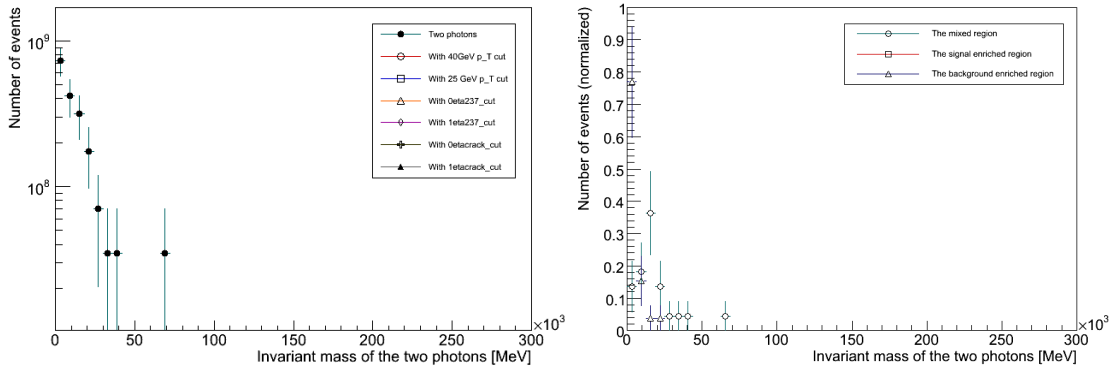 Number of events
10⁹
10⁸
Two photons
With 40GeV p_T cut
With 25 GeV p_T cut
With 0eta237_cut
With 1eta237_cut
With 0etacrack_cut
With 1etacrack_cut
0 50 100 150 200 250 300
×10³
Invariant mass of the two photons [MeV]
Number of events (normalized)
1
0.9
0.8
0.7
0.6
0.5
0.4
0.3
0.2
0.1
0
The mixed region
The signal enriched region
The background enriched region
0 50 100 150 200 250 300
×10³
Invariant mass of the two photons [MeV]